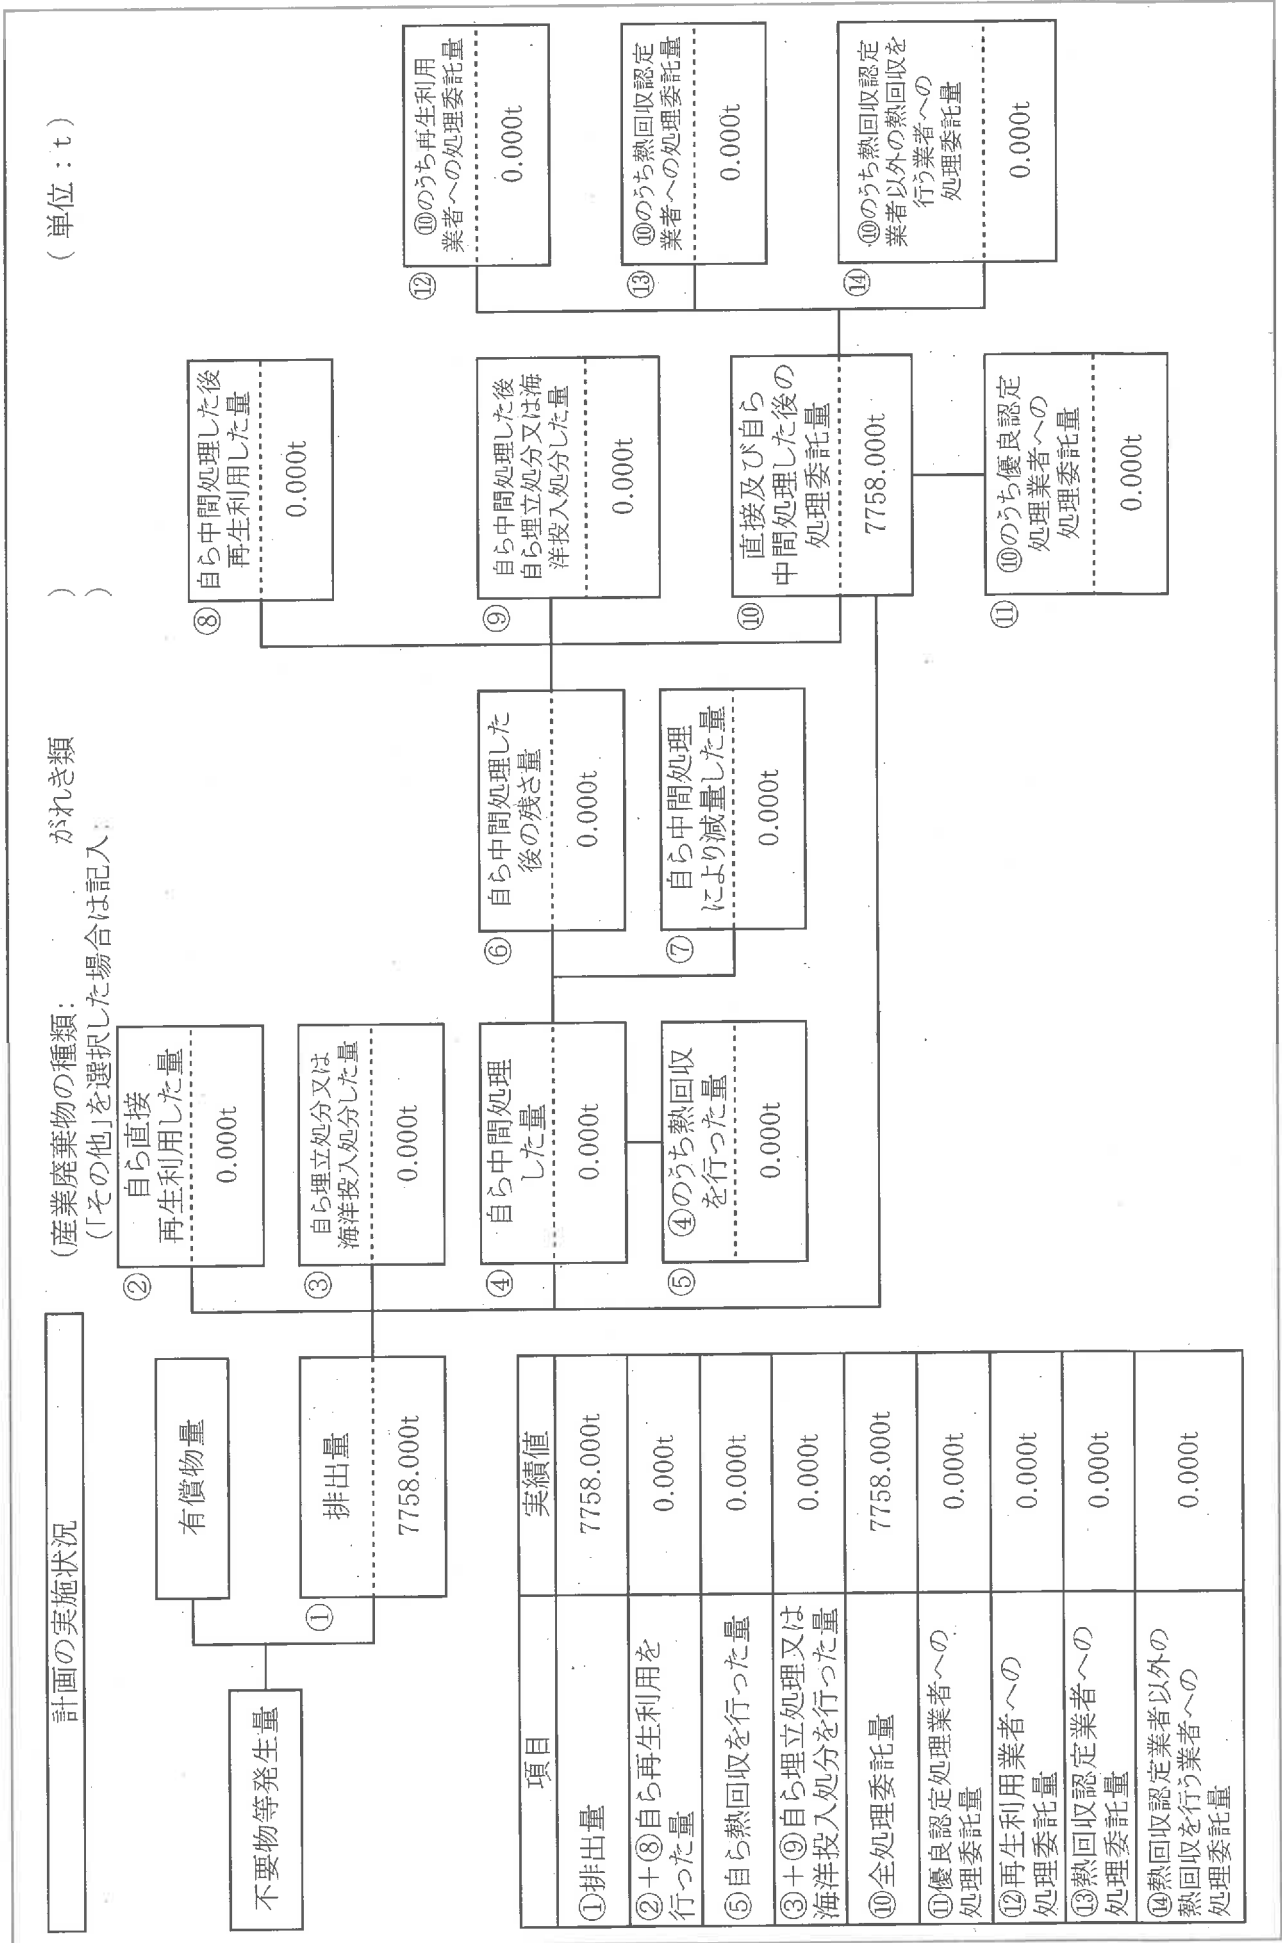 計画の実施状況
(産業廃棄物の種類: がれき類 )
(「その他」を選択した場合は記入: )
(単位:t)
不要物等発生量
有償物量
①
排出量
7758.000t
②
自ら直接
再生利用した量
0.000t
③
自ら埋立処分又は
海洋投入処分した量
0.000t
④
自ら中間処理
した量
0.000t
⑤
④のうち熱回収
を行った量
0.000t
⑥
自ら中間処理した
後の残さ量
0.000t
⑦
自ら中間処理
により減量した量
0.000t
⑧
自ら中間処理した後
再生利用した量
0.000t
⑨
自ら中間処理した後
自ら埋立処分又は海
洋投入処分した量
0.000t
⑩
直接及び自ら
中間処理した後の
処理委託量
7758.000t
⑪
⑩のうち優良認定
処理業者への
処理委託量
0.000t
⑫
⑩のうち再生利用
業者への処理委託量
0.000t
⑬
⑩のうち熱回収認定
業者への処理委託量
0.000t
⑭
⑩のうち熱回収認定
業者以外の熱回収を
行う業者への
処理委託量
0.000t
項目 実績値
①排出量 7758.000t
②+⑧自ら再生利用を
行った量 0.000t
⑤自ら熱回収を行った量 0.000t
③+⑨自ら埋立処理又は
海洋投入処分を行った量 0.000t
⑩全処理委託量 7758.000t
⑪優良認定処理業者への
処理委託量 0.000t
⑫再生利用業者への
処理委託量 0.000t
⑬熱回収認定業者への
処理委託量 0.000t
⑭熱回収認定業者以外の
熱回収を行う業者への
処理委託量 0.000t